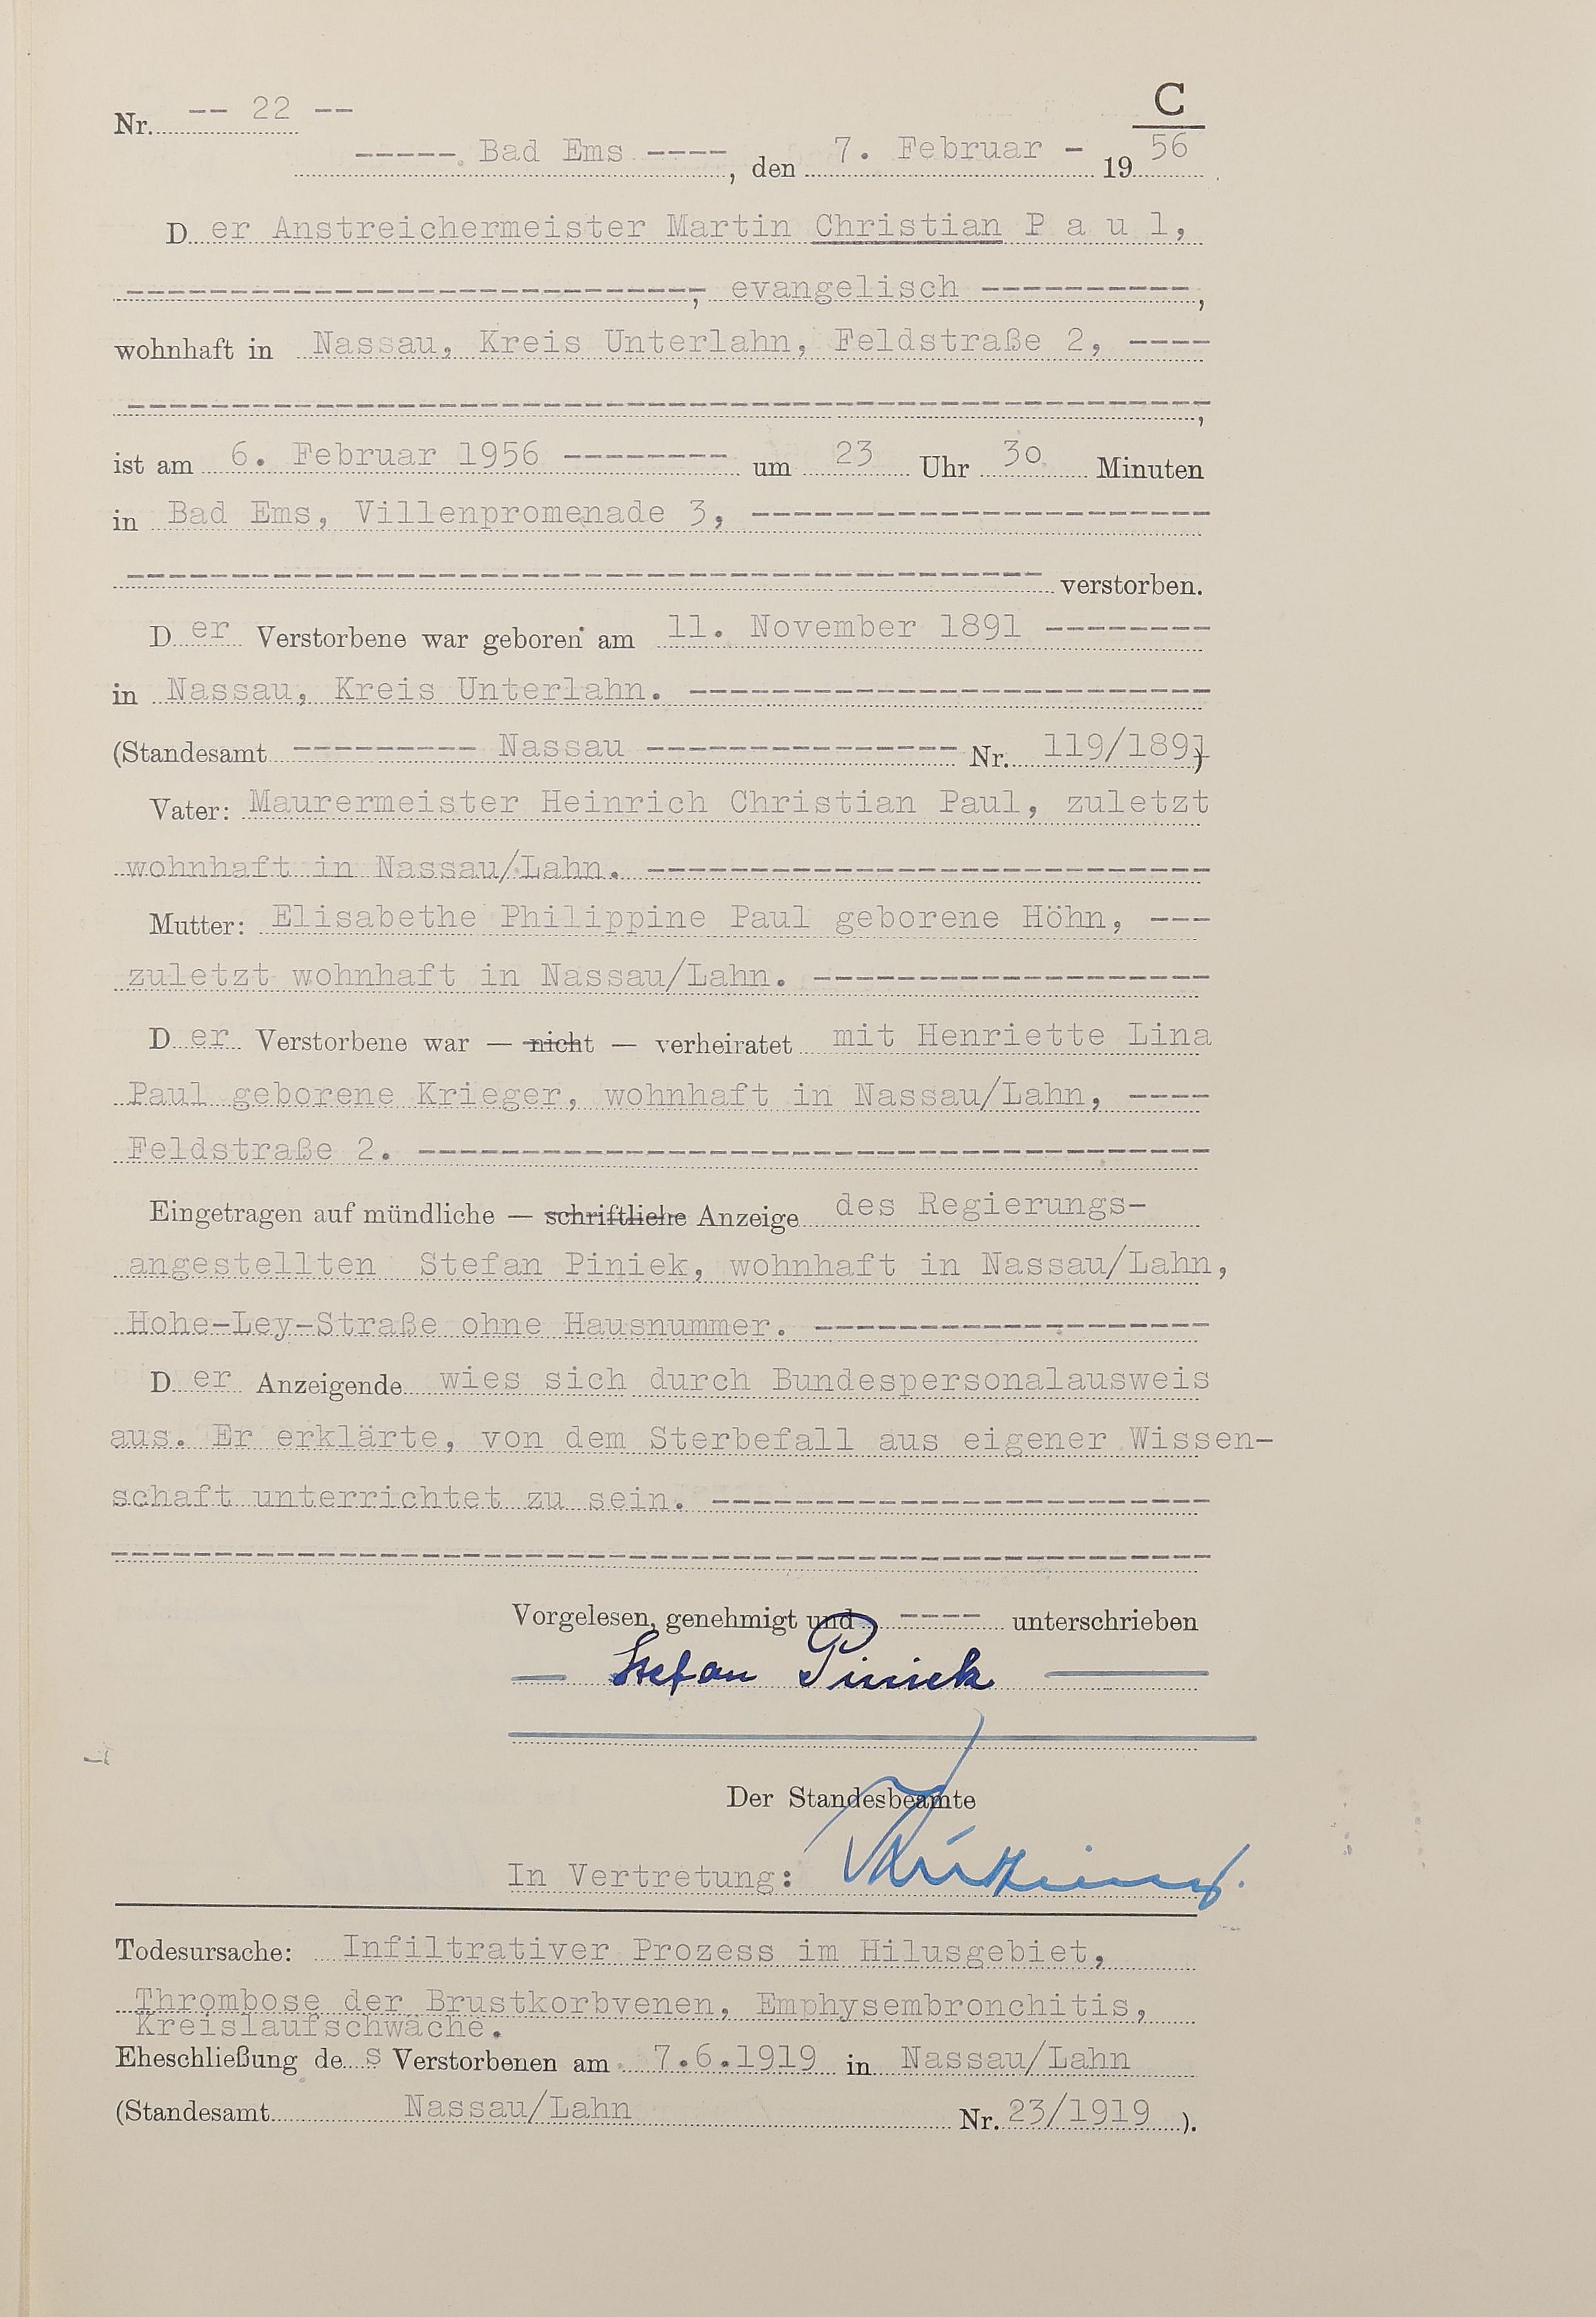 C
Nr. -- 22 --
----- Bad Ems ----, den 7. Februar - 19 56
Der Anstreichermeister Martin Christian P a u l,
----------------------------, evangelisch ----------,
wohnhaft in Nassau, Kreis Unterlahn, Feldstraße 2, ----
----------------------------------------------------,
ist am 6. Februar 1956 -------- um 23 Uhr 30 Minuten
in Bad Ems, Villenpromenade 3, ----------------------
-------------------------------------------- verstorben.
Der Verstorbene war geboren am 11. November 1891 --------
in Nassau, Kreis Unterlahn. -------------------------
(Standesamt --------- Nassau --------------- Nr. 119/1891)
Vater: Maurermeister Heinrich Christian Paul, zuletzt
wohnhaft in Nassau/Lahn. ---------------------------
Mutter: Elisabethe Philippine Paul geborene Höhn, ---
zuletzt wohnhaft in Nassau/Lahn. -------------------
Der Verstorbene war — nicht — verheiratet mit Henriette Lina
Paul geborene Krieger, wohnhaft in Nassau/Lahn, ----
Feldstraße 2. --------------------------------------
Eingetragen auf mündliche — schriftliche Anzeige des Regierungs-
angestellten Stefan Piniek, wohnhaft in Nassau/Lahn,
Hohe-Ley-Straße ohne Hausnummer. -------------------
Der Anzeigende wies sich durch Bundespersonalausweis
aus. Er erklärte, von dem Sterbefall aus eigener Wissen-
schaft unterrichtet zu sein. ------------------------
-----------------------------------------------------
Vorgelesen, genehmigt und ---- unterschrieben
Stefan Piniek
Der Standesbeamte
In Vertretung:
Todesursache: Infiltrativer Prozess im Hilusgebiet,
Thrombose der Brustkorbvenen, Emphysembronchitis,
Kreislaufschwäche.
Eheschließung des Verstorbenen am 7.6.1919 in Nassau/Lahn
(Standesamt Nassau/Lahn Nr. 23/1919 ).